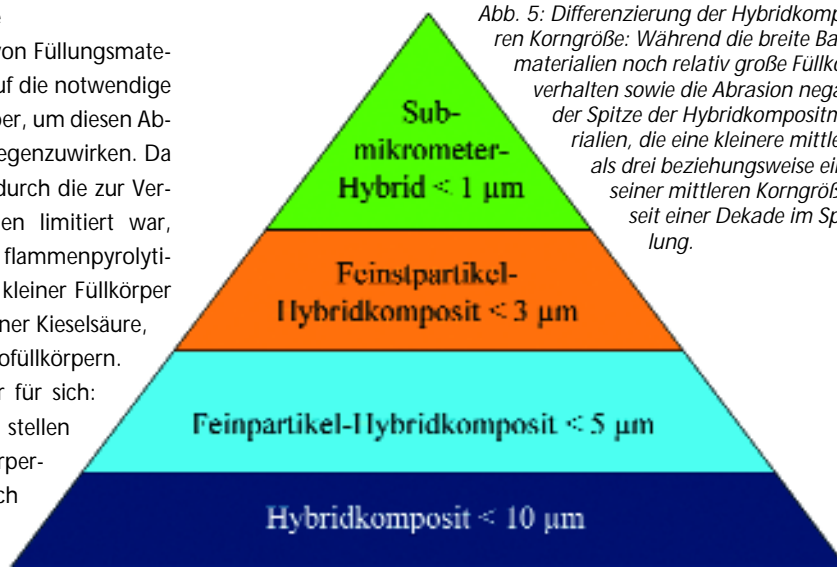 von Füllungsmate-
auf die notwendige
ber, um diesen Ab-
egenzuwirken. Da
durch die zur Ver-
en limitiert war,
flammenpyrolyti-
kleiner Füllkörper
ner Kieselsäure,
ofüllkörpern.
r für sich:
stellen
rper-
ch
Abb. 5: Differenzierung der Hybridkomp
ren Korngröße: Während die breite Ba
materialien noch relativ große Füllkö
verhalten sowie die Abrasion nega
der Spitze der Hybridkompositn
rialien, die eine kleinere mittle
als drei beziehungsweise ein
seiner mittleren Korngröß
seit einer Dekade im Sp
lung.
Sub-
mikrometer-
Hybrid < 1 µm
Feinstpartikel-
Hybridkomposit < 3 µm
Feinpartikel-Hybridkomposit < 5 µm
Hybridkomposit < 10 µm